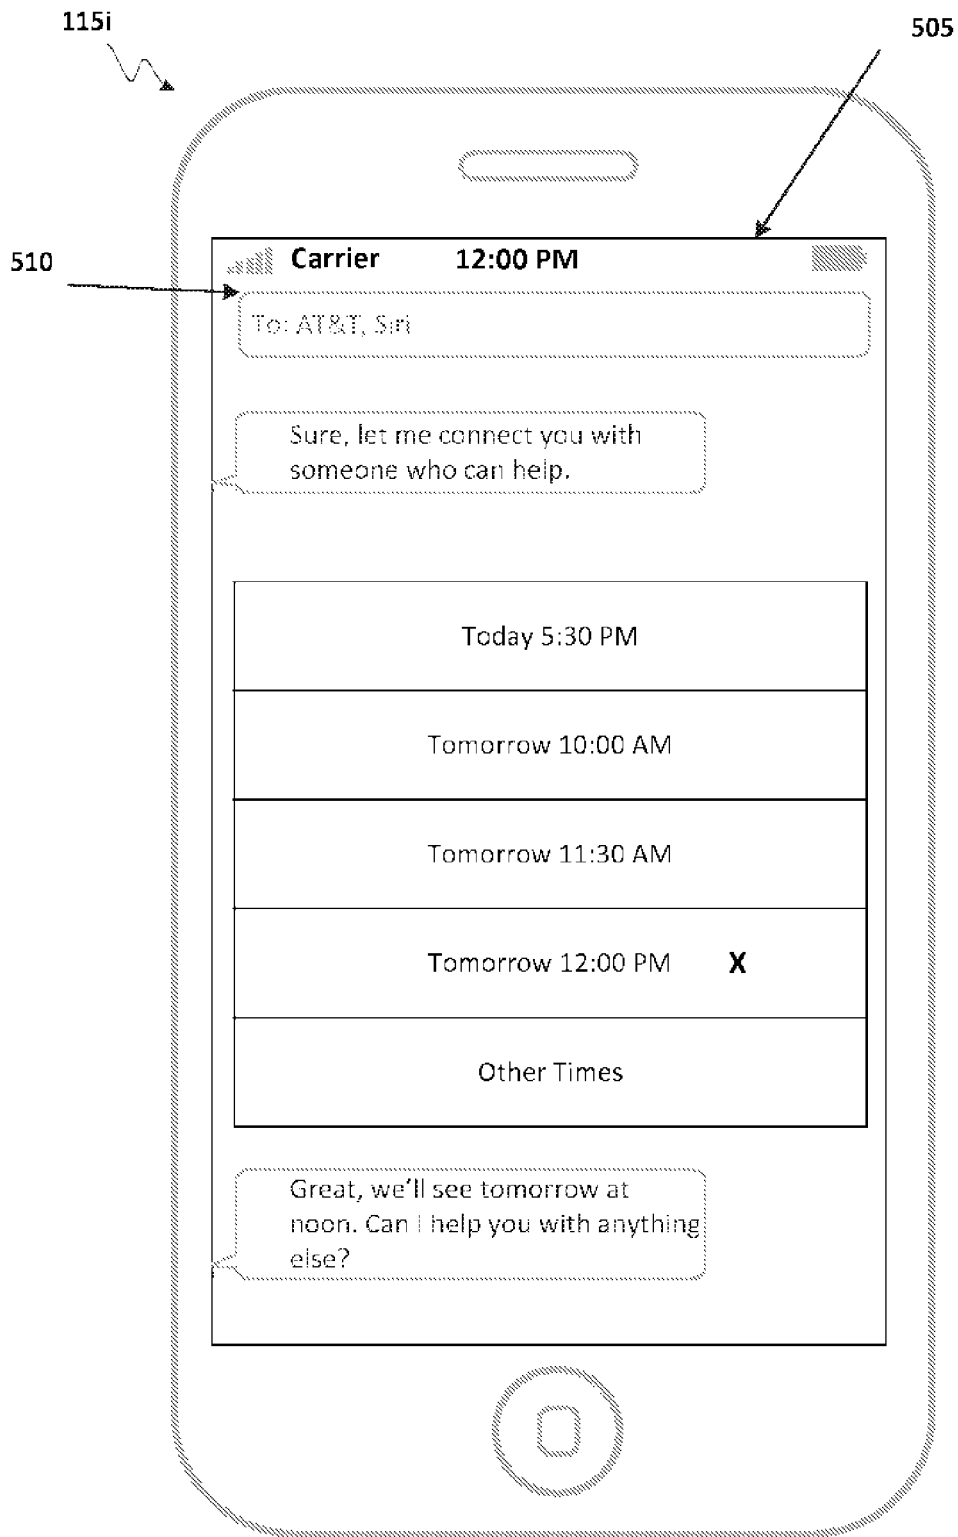 115i
505
510
Carrier 12:00 PM
To: AT&T, Siri
Sure, let me connect you with
someone who can help.
Today 5:30 PM
Tomorrow 10:00 AM
Tomorrow 11:30 AM
Tomorrow 12:00 PM X
Other Times
Great, we'll see tomorrow at
noon. Can I help you with anything
else?